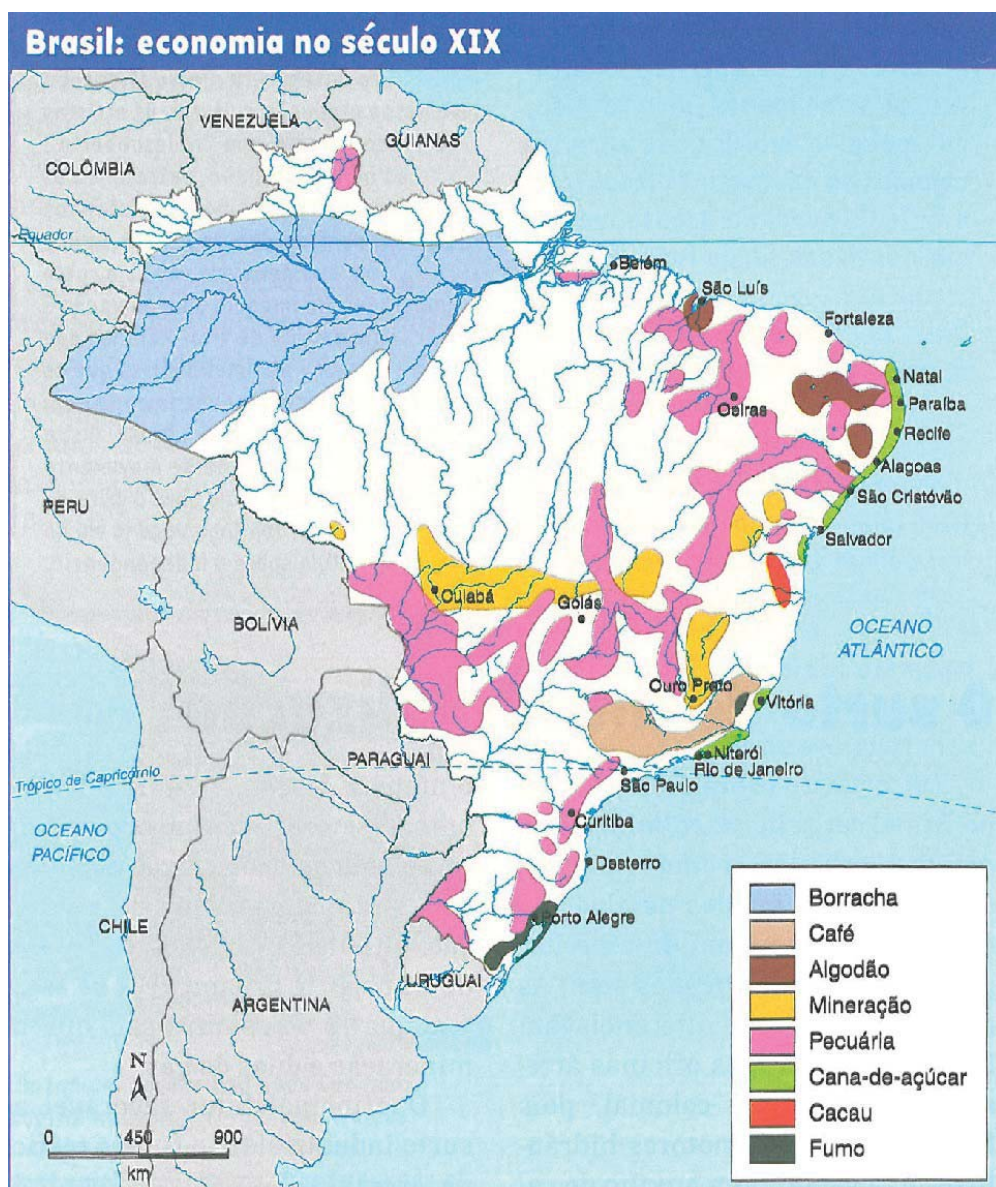 Brasil: economia no século XIX
VENEZUELA
GUIANAS
COLÔMBIA
Equador
Belém
São Luís
Fortaleza
Natal
Paraíba
Oeiras
Recife
Alagoas
PERU
São Cristóvão
Salvador
Cuiabá
Goiás
BOLÍVIA
OCEANO
ATLÂNTICO
Ouro Preto
Vitória
PARAGUAI
Niterói
Rio de Janeiro
São Paulo
Trópico de Capricórnio
OCEANO
PACÍFICO
Curitiba
Desterro
CHILE
Porto Alegre
URUGUAI
ARGENTINA
Borracha
Café
Algodão
Mineração
Pecuária
Cana-de-açúcar
Cacau
Fumo
N
0 450 900
km